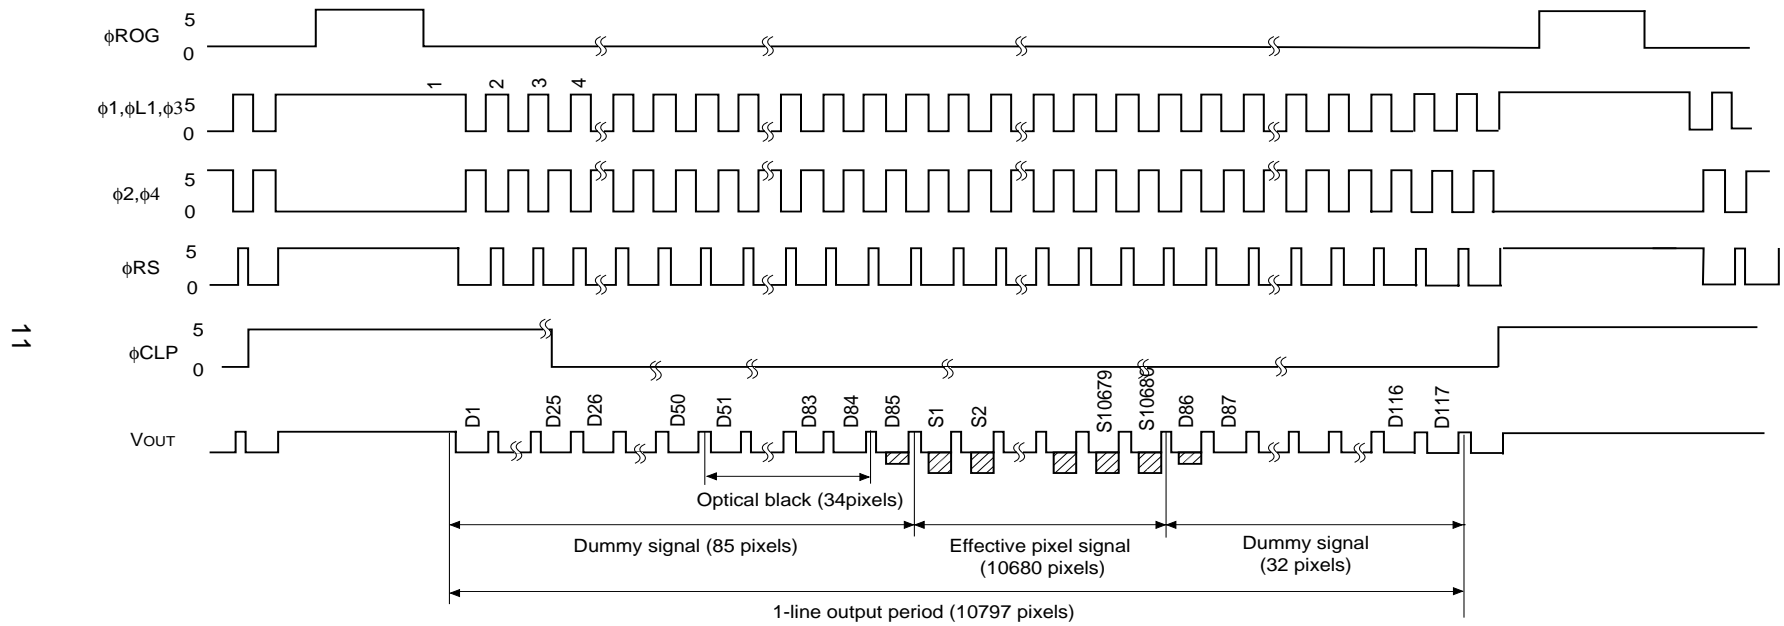 φROG 5
0
1 2 3 4
φ1,φL1,φ3 5
0
φ2,φ4 5
0
φRS 5
0
11
φCLP 5
0
D1 D25 D26 D50 D51 D83 D84 D85 S1 S2 S10679 S10680 D86 D87 D116 D117
VOUT
Optical black (34pixels)
Dummy signal (85 pixels)
Effective pixel signal
(10680 pixels)
Dummy signal
(32 pixels)
1-line output period (10797 pixels)